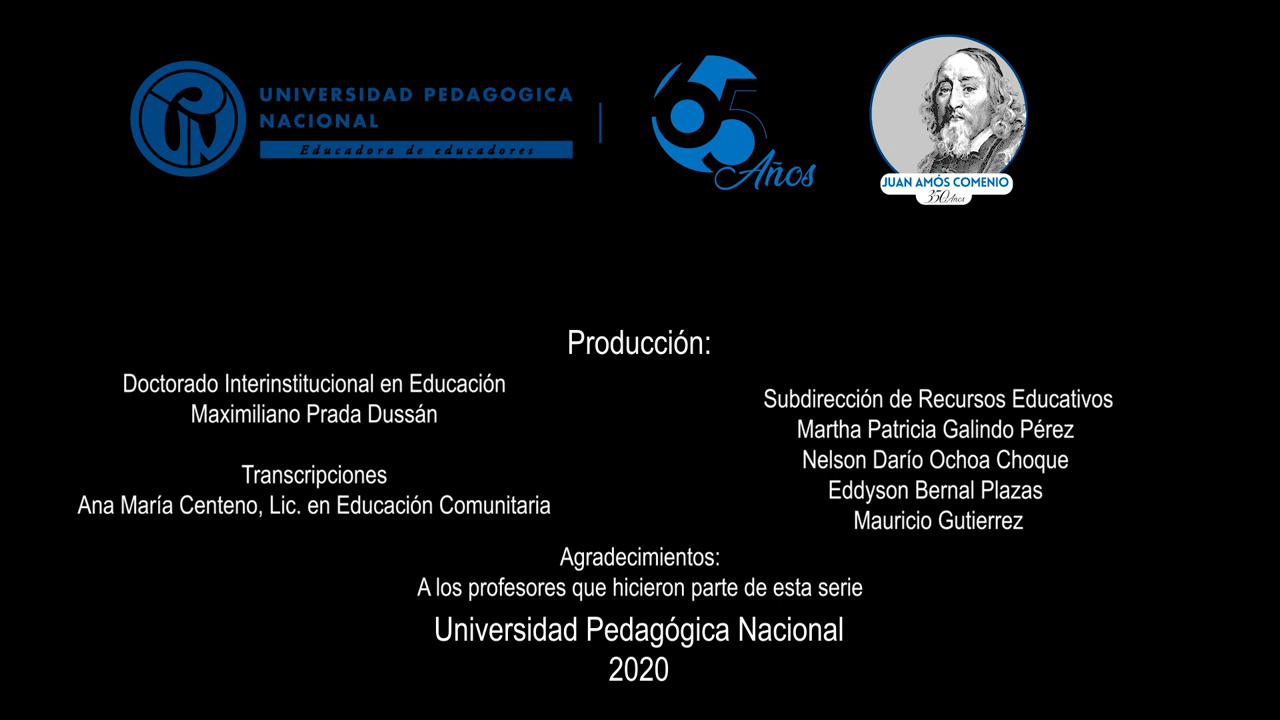 UNIVERSIDAD PEDAGOGICA
NACIONAL
Educadora de educadores
65
Años
JUAN AMÓS COMENIO
350 Años
Producción:
Doctorado Interinstitucional en Educación
Maximiliano Prada Dussán
Transcripciones
Ana María Centeno, Lic. en Educación Comunitaria
Subdirección de Recursos Educativos
Martha Patricia Galindo Pérez
Nelson Darío Ochoa Choque
Eddyson Bernal Plazas
Mauricio Gutierrez
Agradecimientos:
A los profesores que hicieron parte de esta serie
Universidad Pedagógica Nacional
2020